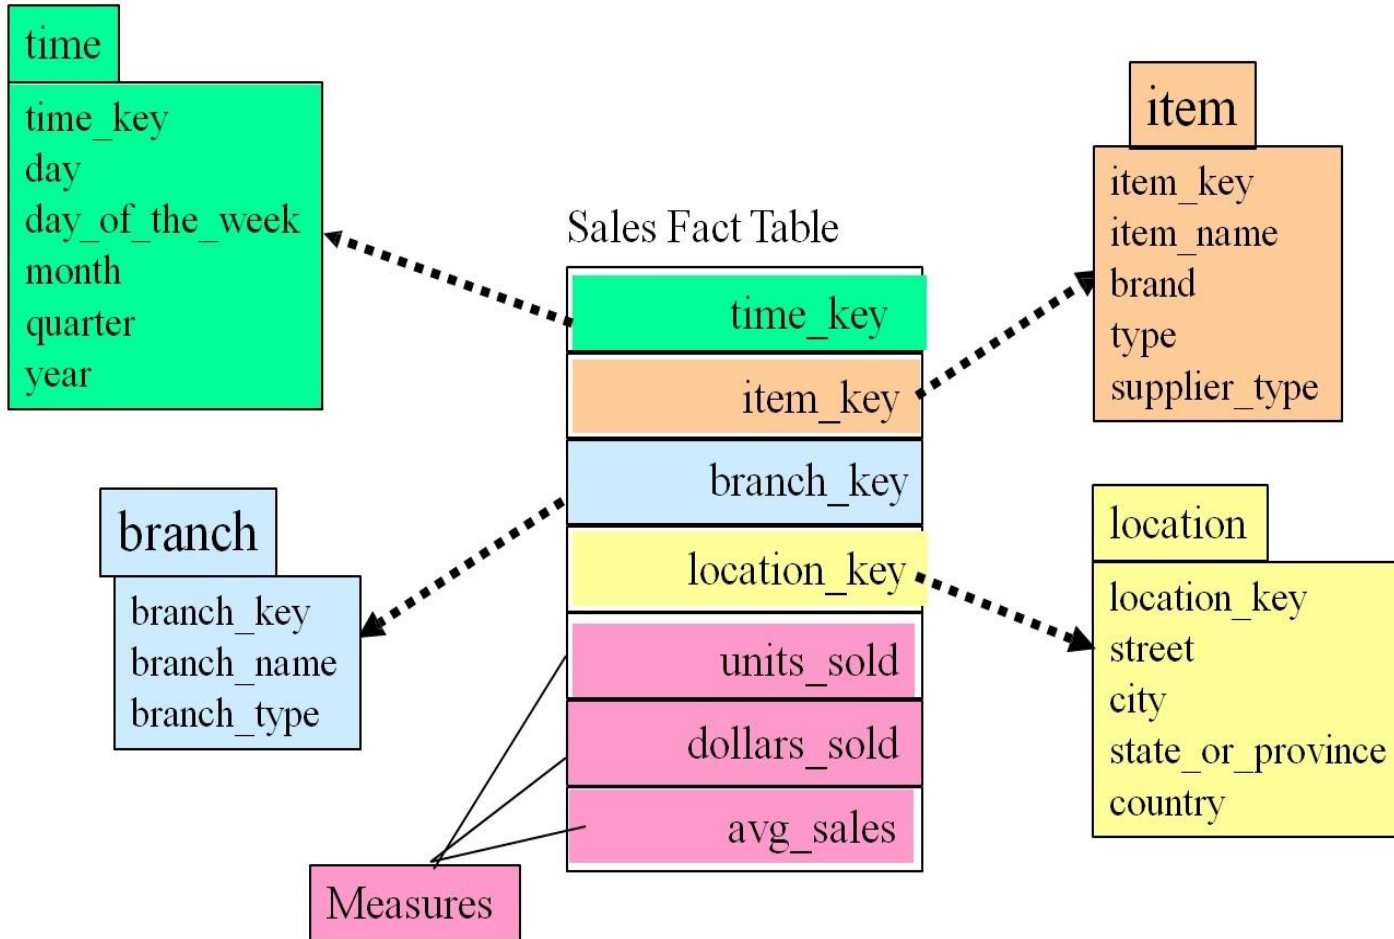 time
time_key
day
day_of_the_week
month
quarter
year
item
item_key
item_name
brand
type
supplier_type
Sales Fact Table
time_key
item_key
branch_key
location_key
units_sold
dollars_sold
avg_sales
branch
branch_key
branch_name
branch_type
location
location_key
street
city
state_or_province
country
Measures